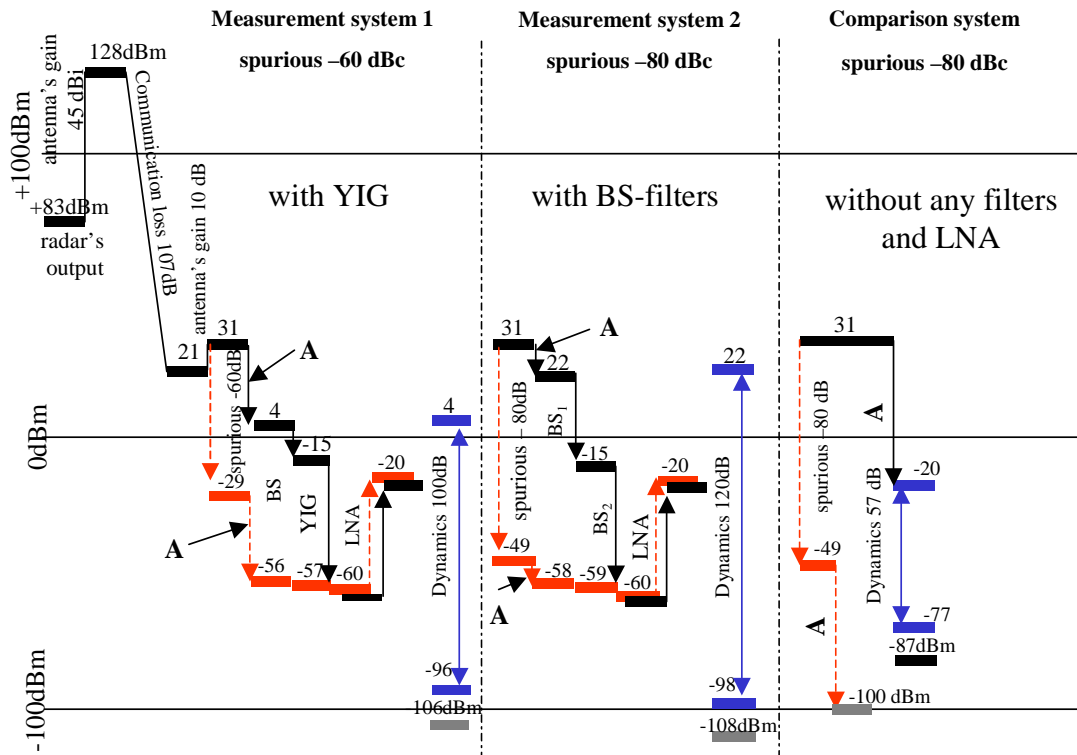 Measurement system 1
spurious –60 dBc
Measurement system 2
spurious –80 dBc
Comparison system
spurious –80 dBc
128dBm
antenna's gain
45 dBi
Communication loss 107dB
+100dBm
+83dBm
radar's
output
antenna's gain 10 dB
with YIG
with BS-filters
without any filters
and LNA
21
31
A
spurious -60dB
4
-15
-29
BS
YIG
LNA
-20
A
-56
-57
-60
4
Dynamics 100dB
-96
-106dBm
0dBm
-100dBm
31
A
22
spurious – 80dB
BS1
-15
BS2
-20
LNA
-49
-58
-59
-60
A
22
Dynamics 120dB
-98
-108dBm
31
A
spurious –80 dB
-20
Dynamics 57 dB
-49
A
-77
-87dBm
-100 dBm